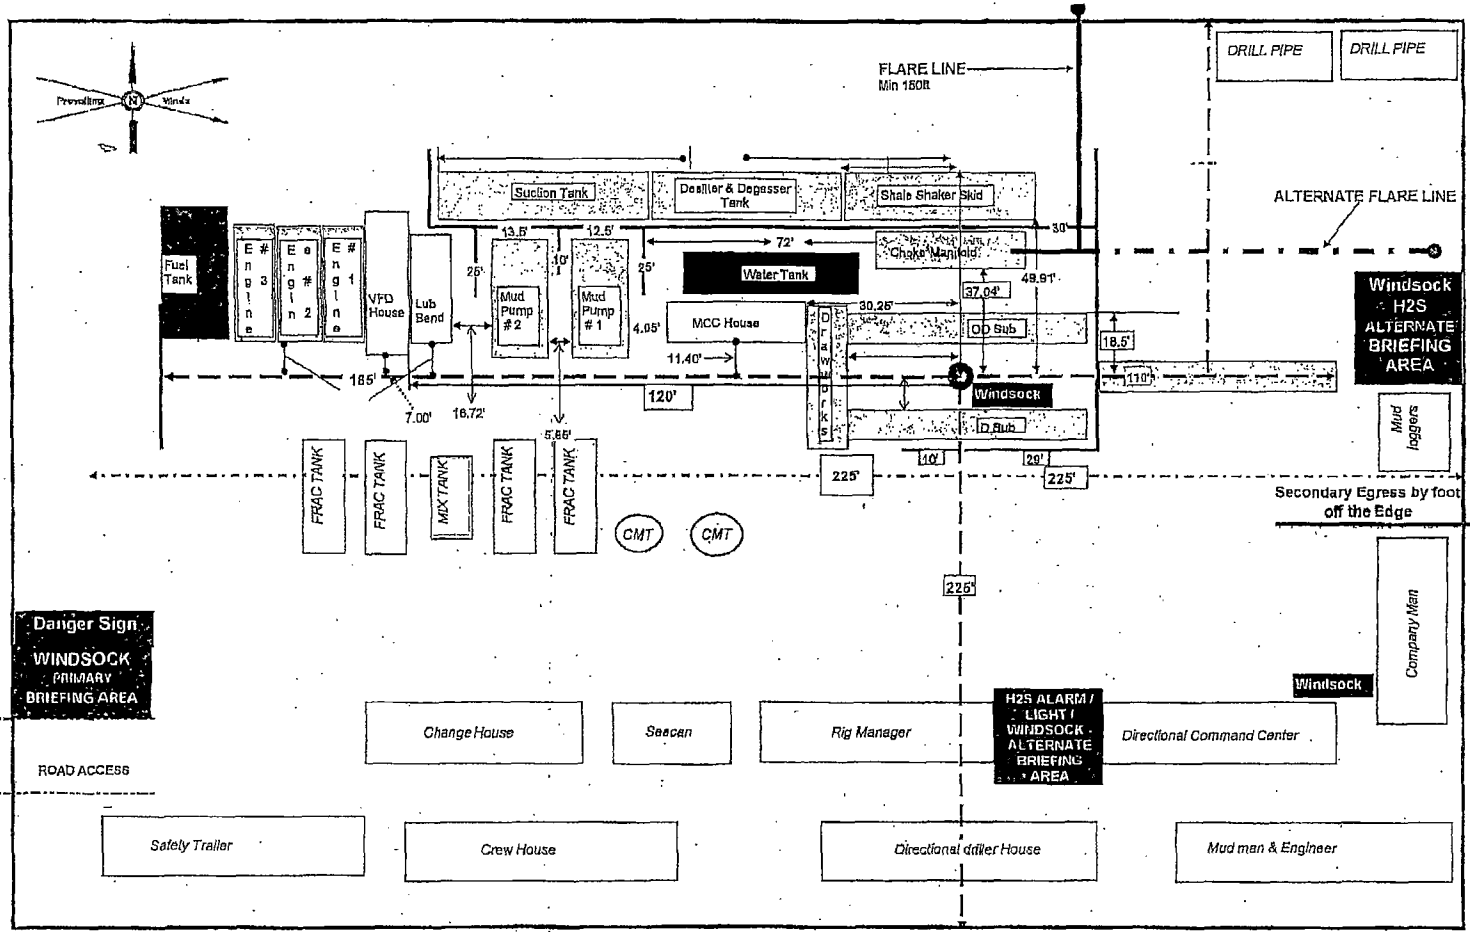 DRILL PIPE
DRILL PIPE
FLARE LINE
Min 150ft
Prevailing Winds
N
Suction Tank
Desilter & Degasser
Tank
Shale Shaker Skid
ALTERNATE FLARE LINE
13.5'
12.5'
30'
72'
Choke Manifold
Fuel
Tank
Engine
# 3
Engine
# 2
Engine
# 1
VFD
House
Lub
Bend
25'
10'
25'
Water Tank
49.91'
37.04'
Windsock
H2S
ALTERNATE
BRIEFING
AREA
Mud
Pump
# 2
Mud
Pump
# 1
4.05'
MCC House
30.25'
Drawworks
OD Sub
18.5'
11.40'
185'
7.00'
16.72'
5.65'
120'
Windsock
110'
D Sub
Mud
loggers
10'
29'
225'
225'
FRAC TANK
FRAC TANK
MIX TANK
FRAC TANK
FRAC TANK
CMT
CMT
Secondary Egress by foot
off the Edge
225'
Company Man
Danger Sign
WINDSOCK
PRIMARY
BRIEFING AREA
Windsock
Change House
Seacan
Rig Manager
H2S ALARM /
LIGHT /
WINDSOCK
ALTERNATE
BRIEFING
AREA
Directional Command Center
ROAD ACCESS
Safety Trailer
Crew House
Directional driller House
Mud man & Engineer